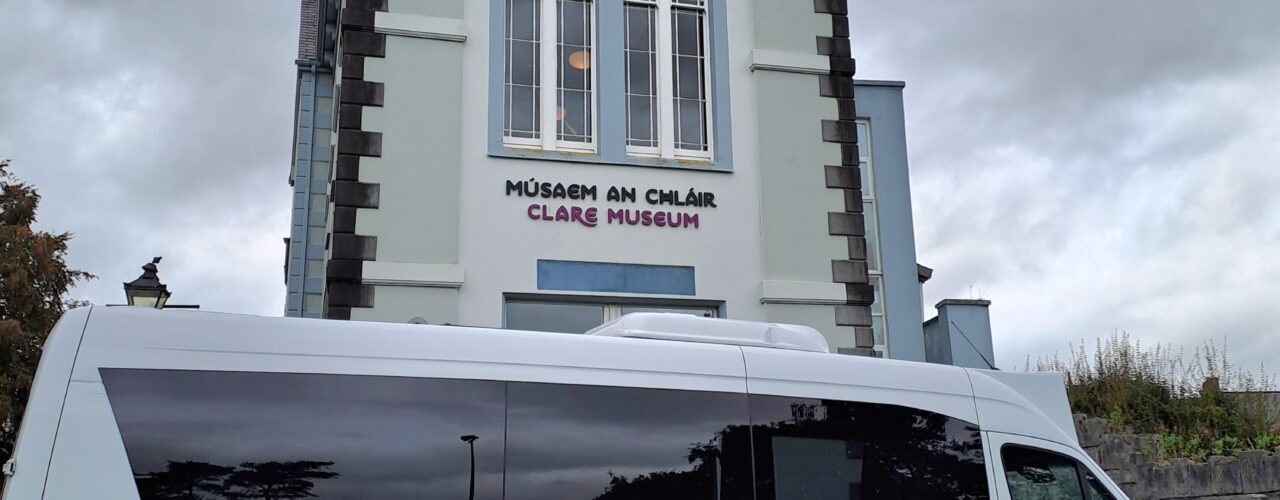 MÚSAEM AN CHLÁIR
CLARE MUSEUM